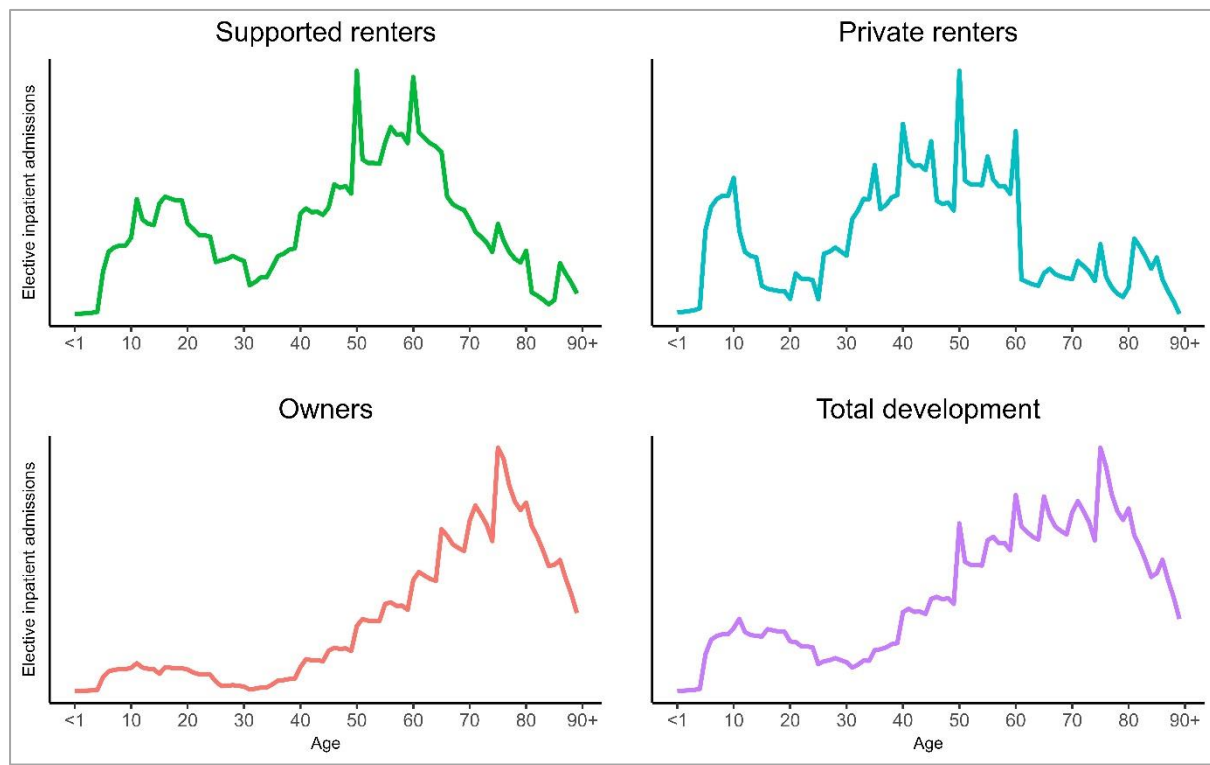 Supported renters
Private renters
Elective inpatient admissions
<1 10 20 30 40 50 60 70 80 90+
<1 10 20 30 40 50 60 70 80 90+
Owners
Total development
Elective inpatient admissions
<1 10 20 30 40 50 60 70 80 90+
<1 10 20 30 40 50 60 70 80 90+
Age
Age